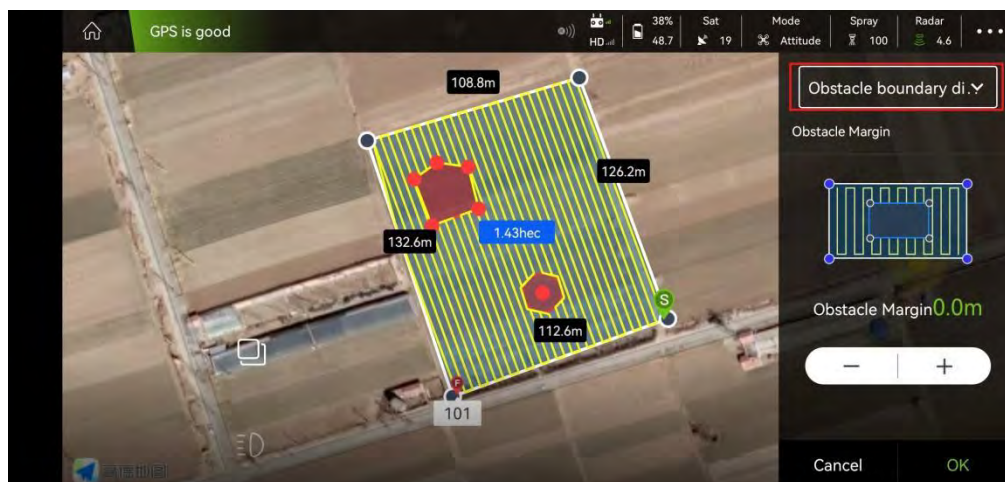 GPS is good
HD
38%
48.7
Sat
19
Mode
Attitude
Spray
100
Radar
4.6
108.8m
126.2m
132.6m
1.43hec
112.6m
S
F
101
Obstacle boundary di..
Obstacle Margin
Obstacle Margin0.0m
Cancel
OK